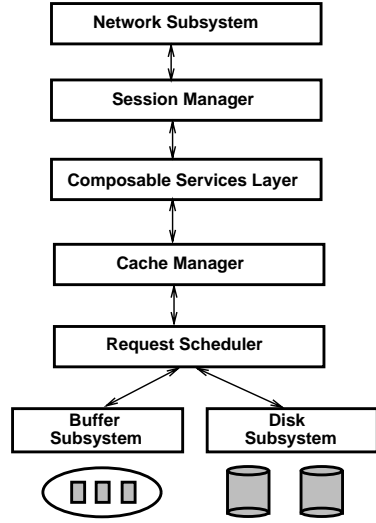 Network Subsystem
Session Manager
Composable Services Layer
Cache Manager
Request Scheduler
Buffer
Subsystem
Disk
Subsystem